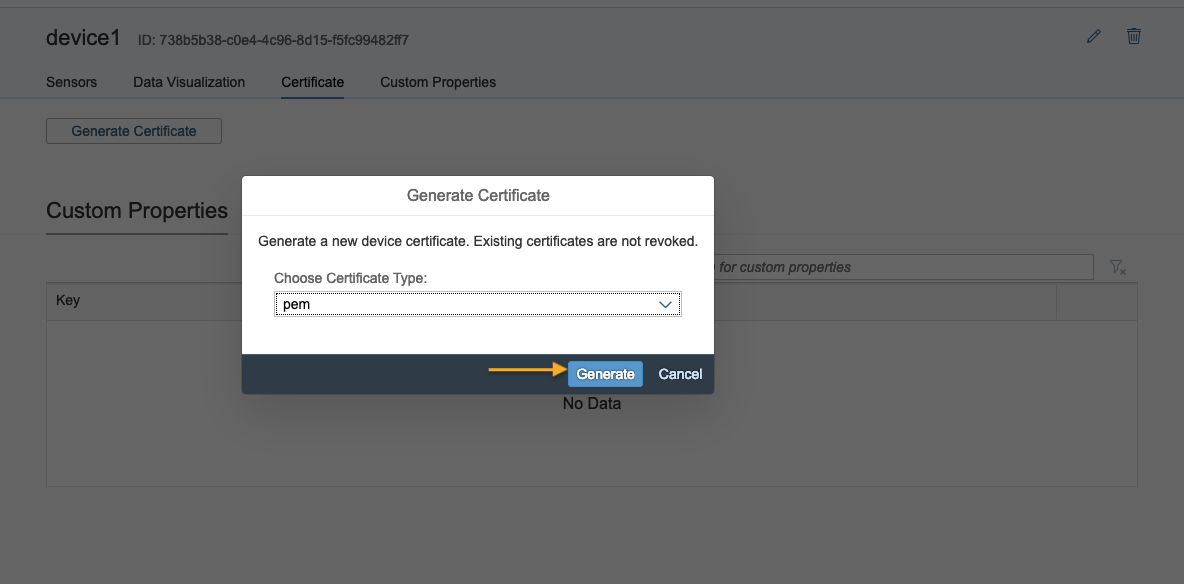 device1 ID: 738b5b38-c0e4-4c96-8d15-f5fc99482ff7
Sensors Data Visualization Certificate Custom Properties
Generate Certificate
Custom Properties
for custom properties
Key
No Data
Generate Certificate
Generate a new device certificate. Existing certificates are not revoked.
Choose Certificate Type:
pem
Generate Cancel